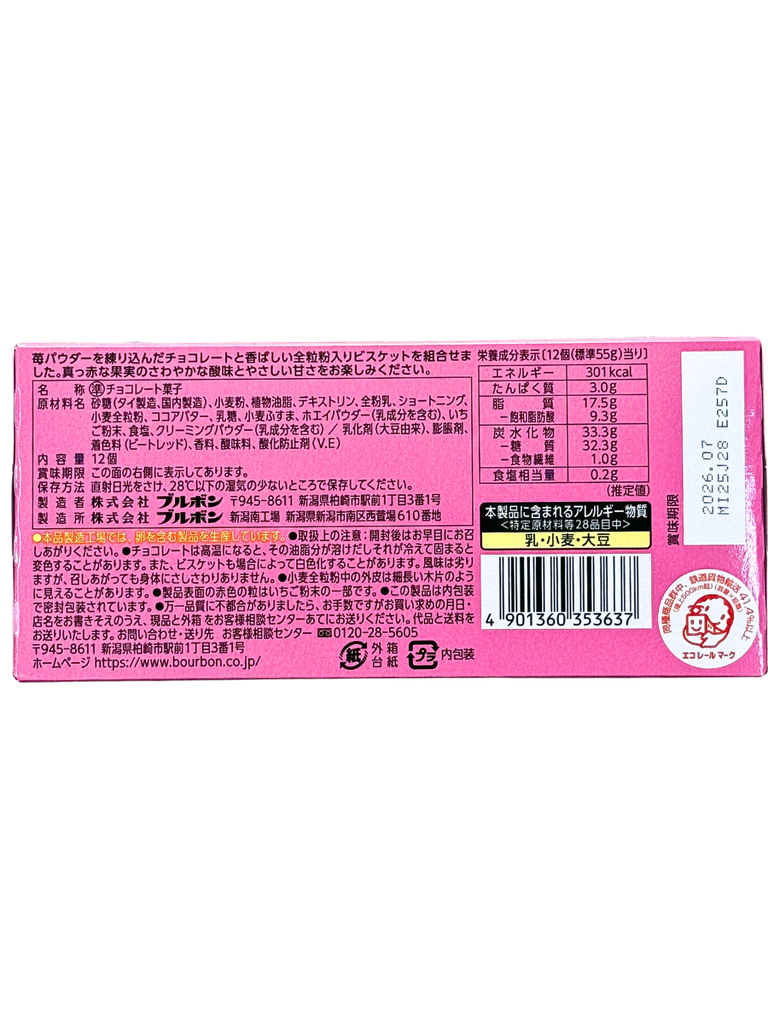 苺パウダーを練り込んだチョコレートと香ばしい全粒粉入りビスケットを組合せま
した。真っ赤な果実のさわやかな酸味とやさしい甘さをお楽しみください。
名称 準チョコレート菓子
原材料名 砂糖(タイ製造、国内製造)、小麦粉、植物油脂、デキストリン、全粉乳、ショートニング、
小麦全粒粉、ココアバター、乳糖、小麦ふすま、ホエイパウダー(乳成分を含む)、いち
ご粉末、食塩、クリーミングパウダー(乳成分を含む) / 乳化剤(大豆由来)、膨脹剤、
着色料(ビートレッド)、香料、酸味料、酸化防止剤(V.E)
内容量 12個
賞味期限 この面の右側に表示してあります。
保存方法 直射日光をさけ、28℃以下の湿気の少ないところで保存してください。
製造者 株式会社 ブルボン 〒945-8611 新潟県柏崎市駅前1丁目3番1号
製造所 株式会社 ブルボン 新潟南工場 新潟県新潟市南区西萱場610番地
●本品製造工場では、卵を含む製品を生産しています。●取扱上の注意:開封後はお早目にお召
しあがりください。●チョコレートは高温になると、その油脂分が溶けだしそれが冷えて固まると
変色することがあります。また、ビスケットも場合によって白色化することがあります。風味は劣り
ますが、召しあがっても身体にさしさわりありません。●小麦全粒粉中の外皮は細長い木片のよう
に見えることがあります。●製品表面の赤色の粒はいちご粉末の一部です。●この製品は内包装
で密封包装されています。●万一品質に不都合がありましたら、お手数ですがお買い求めの月日・
店名をお書きそえのうえ、現品と外箱をお客様相談センターあてにお送りください。代品と送料を
お送りいたします。お問い合わせ・送り先 お客様相談センター 0120-28-5605
〒945-8611 新潟県柏崎市駅前1丁目3番1号
ホームページ https://www.bourbon.co.jp/
紙 外箱 台紙
プラ 内包装
栄養成分表示〔12個(標準55g)当り〕
エネルギー 301kcal
たんぱく質 3.0g
脂質 17.5g
-飽和脂肪酸 9.3g
炭水化物 33.3g
-糖質 32.3g
-食物繊維 1.0g
食塩相当量 0.2g
(推定値)
本製品に含まれるアレルギー物質
<特定原材料等28品目中>
乳・小麦・大豆
4 901360 353637
賞味期限
2026.07
MI25J28 E257D
同種商品群中、鉄道貨物輸送41.4%以上
(陸上500km超)(数量×距離)
エコレールマーク